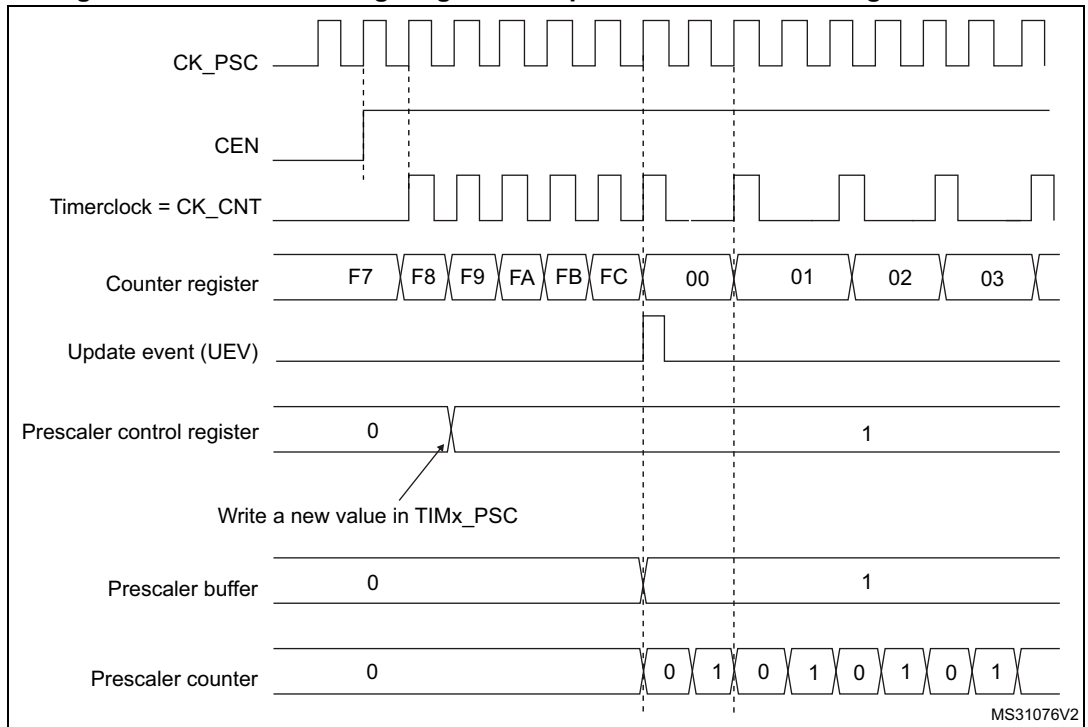 CK_PSC
CEN
Timerclock = CK_CNT
Counter register F7 F8 F9 FA FB FC 00 01 02 03
Update event (UEV)
Prescaler control register 0 1
Write a new value in TIMx_PSC
Prescaler buffer 0 1
Prescaler counter 0 0 1 0 1 0 1 0 1
MS31076V2